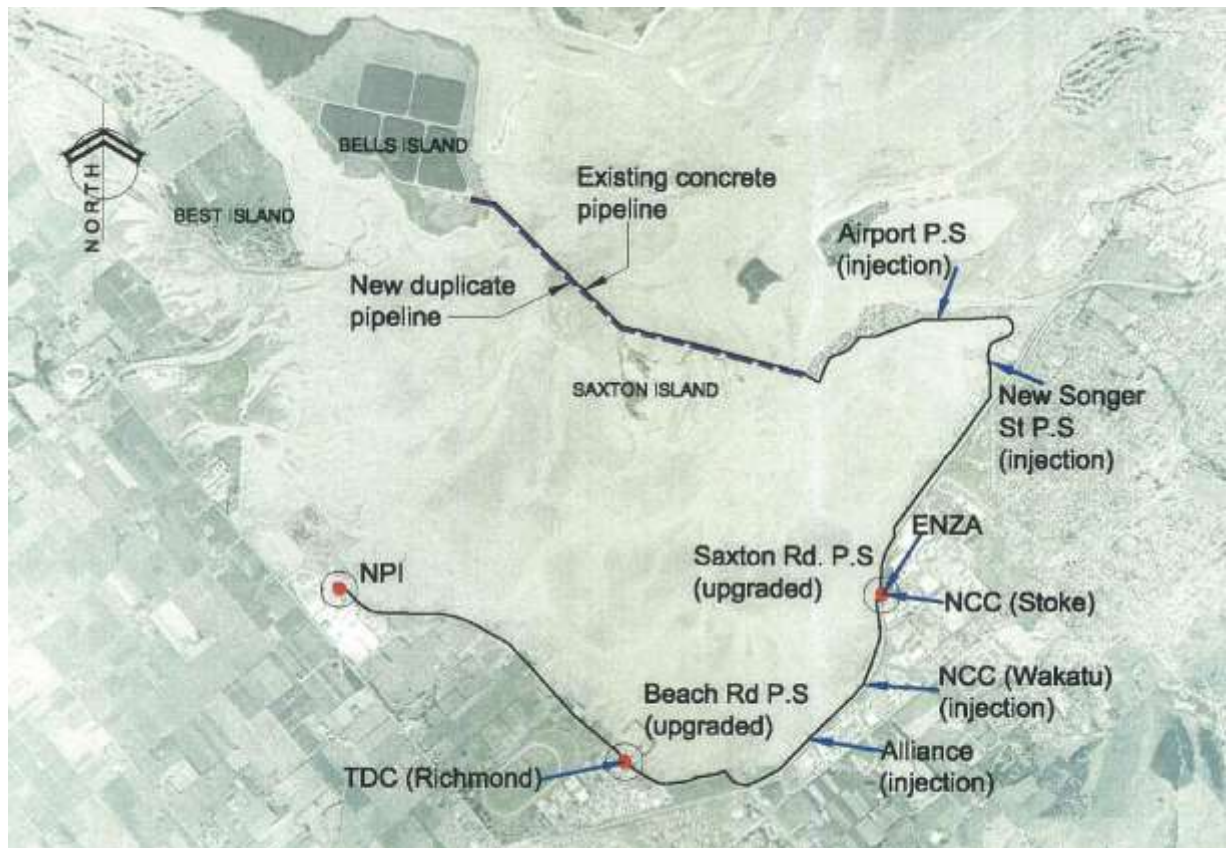 BELLS ISLAND
NORTH
BEST ISLAND
Existing concrete
pipeline
New duplicate
pipeline
Airport P.S
(injection)
SAXTON ISLAND
New Songer
St P.S
(injection)
ENZA
Saxton Rd. P.S
(upgraded)
NPI
NCC (Stoke)
NCC (Wakatu)
(injection)
Beach Rd P.S
(upgraded)
Alliance
(injection)
TDC (Richmond)